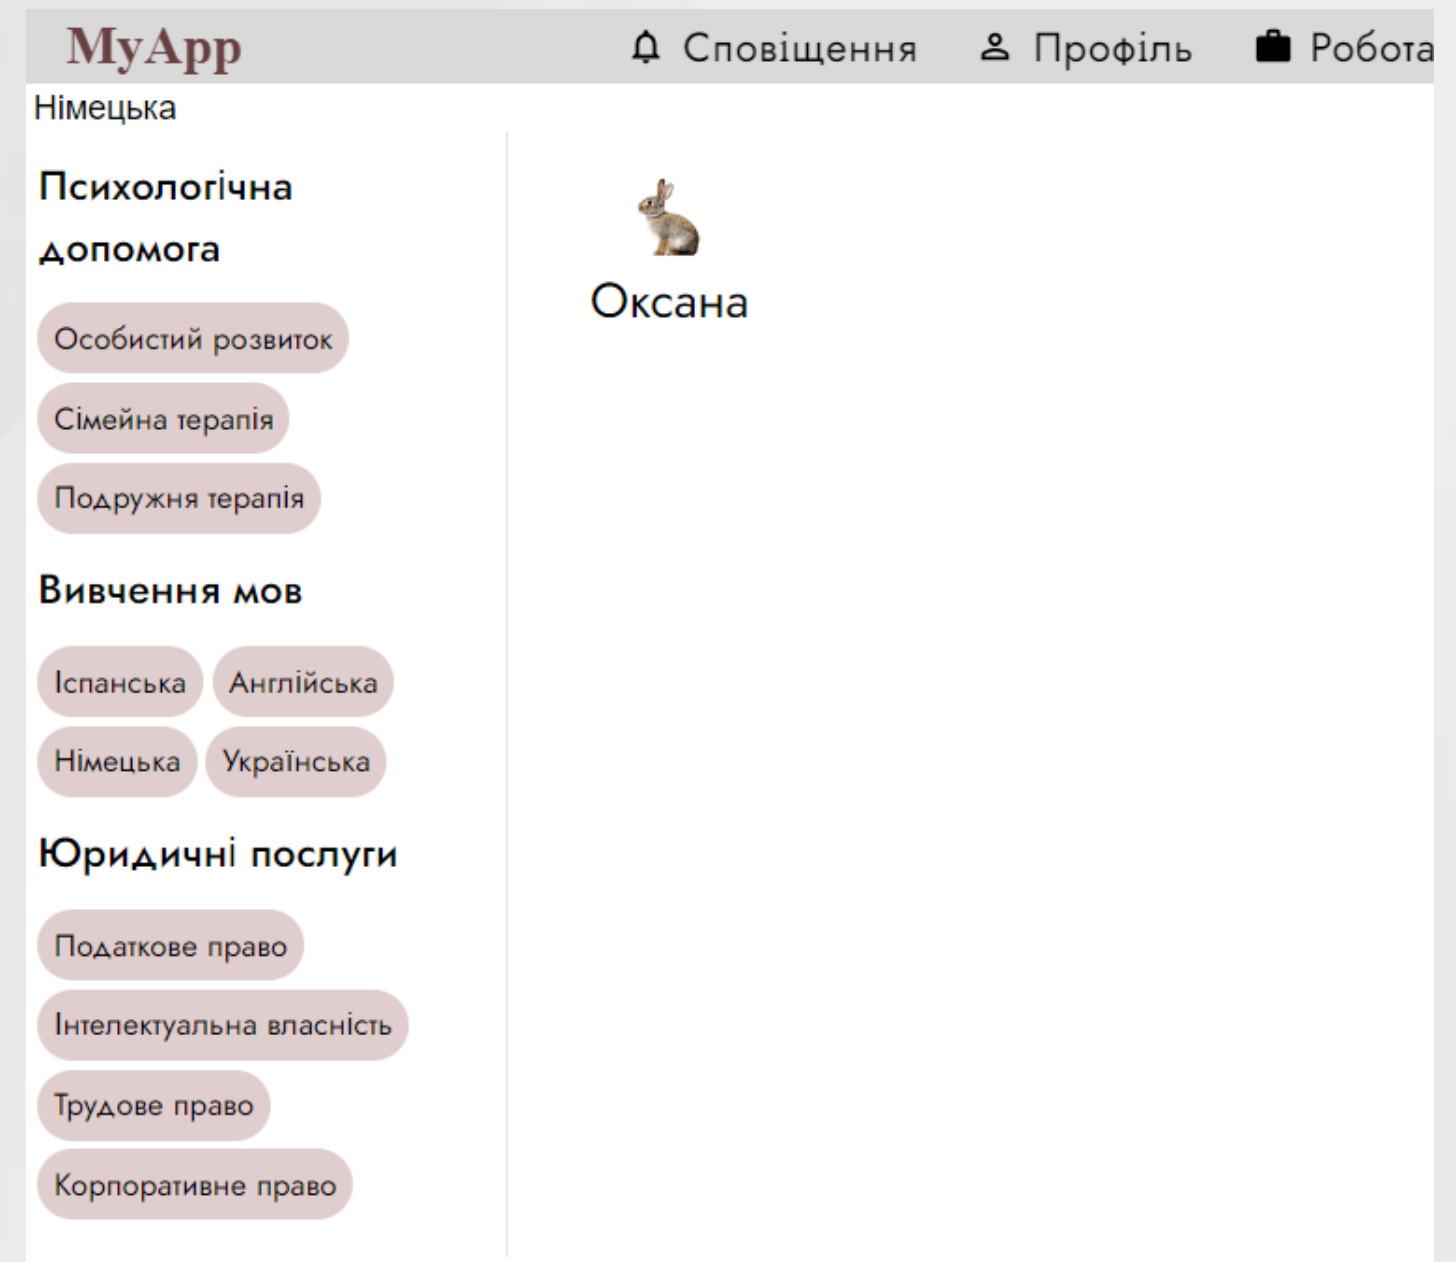 MyApp
Сповіщення
Профіль
Робота
Німецька
Психологічна
допомога
Особистий розвиток
Сімейна терапія
Подружня терапія
Вивчення мов
Іспанська
Англійська
Німецька
Українська
Юридичні послуги
Податкове право
Інтелектуальна власність
Трудове право
Корпоративне право
Оксана